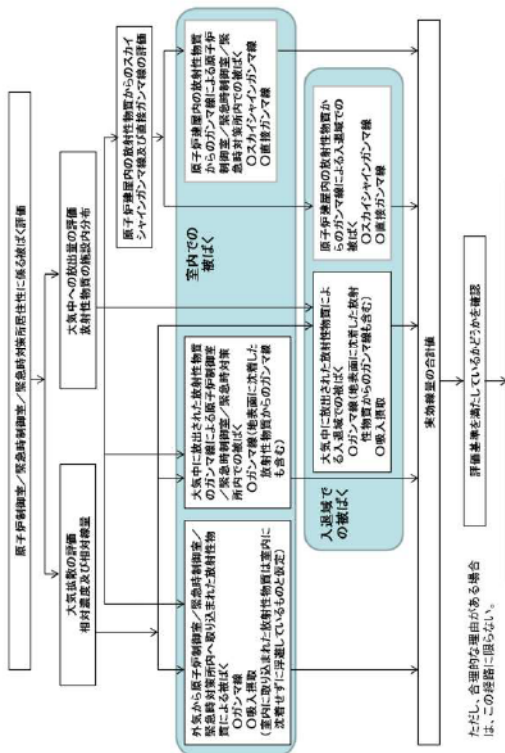 原子炉制御室／緊急時制御室／緊急時対策所居住性に係る被ばく評価
大気拡散の評価
相対濃度及び相対線量
大気中への放出量の評価
放射性物質の施設内分布
原子炉建屋内の放射性物質からのスカイ
シャインガンマ線及び直接ガンマ線の評価
室内での
被ばく
外気から原子炉制御室／緊急時制御室／
緊急時対策所内へ取り込まれた放射性物
質による被ばく
○ガンマ線
○吸入摂取
(室内に取り込まれた放射性物質は室内に
沈着せずに浮遊しているものと仮定)
大気中に放出された放射性物質
のガンマ線による原子炉制御室
／緊急時制御室／緊急時対策
所内での被ばく
○ガンマ線(地表面に沈着した
放射性物質からのガンマ線
も含む)
原子炉建屋内の放射性物質
からのガンマ線による原子炉
制御室／緊急時制御室／緊
急時対策所内での被ばく
○スカイシャインガンマ線
○直接ガンマ線
入退域で
の被ばく
大気中に放出された放射性物質によ
る入退域での被ばく
○ガンマ線(地表面に沈着した放射
性物質からのガンマ線も含む)
○吸入摂取
原子炉建屋内の放射性物質か
らのガンマ線による入退域での
被ばく
○スカイシャインガンマ線
○直接ガンマ線
実効線量の合計値
評価基準を満たしているかどうかを確認
ただし、合理的な理由がある場合
は、この経路に限らない。